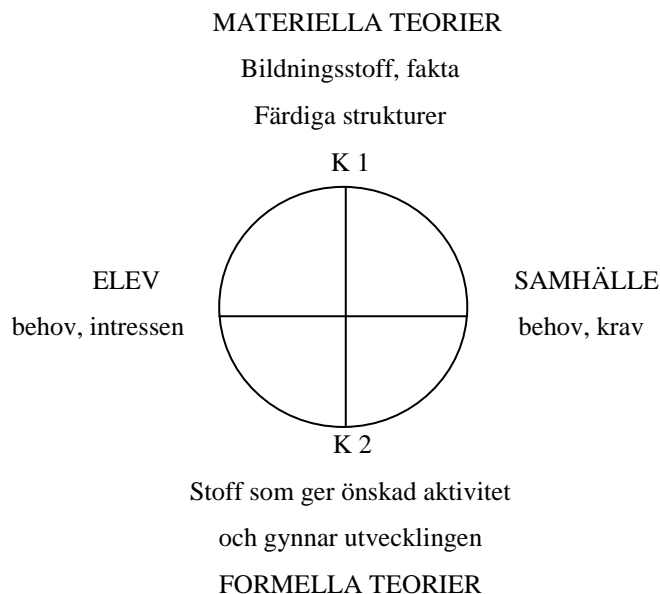 MATERIELLA TEORIER
Bildningsstoff, fakta
Färdiga strukturer
K 1
ELEV
behov, intressen
SAMHÄLLE
behov, krav
K 2
Stoff som ger önskad aktivitet
och gynnar utvecklingen
FORMELLA TEORIER